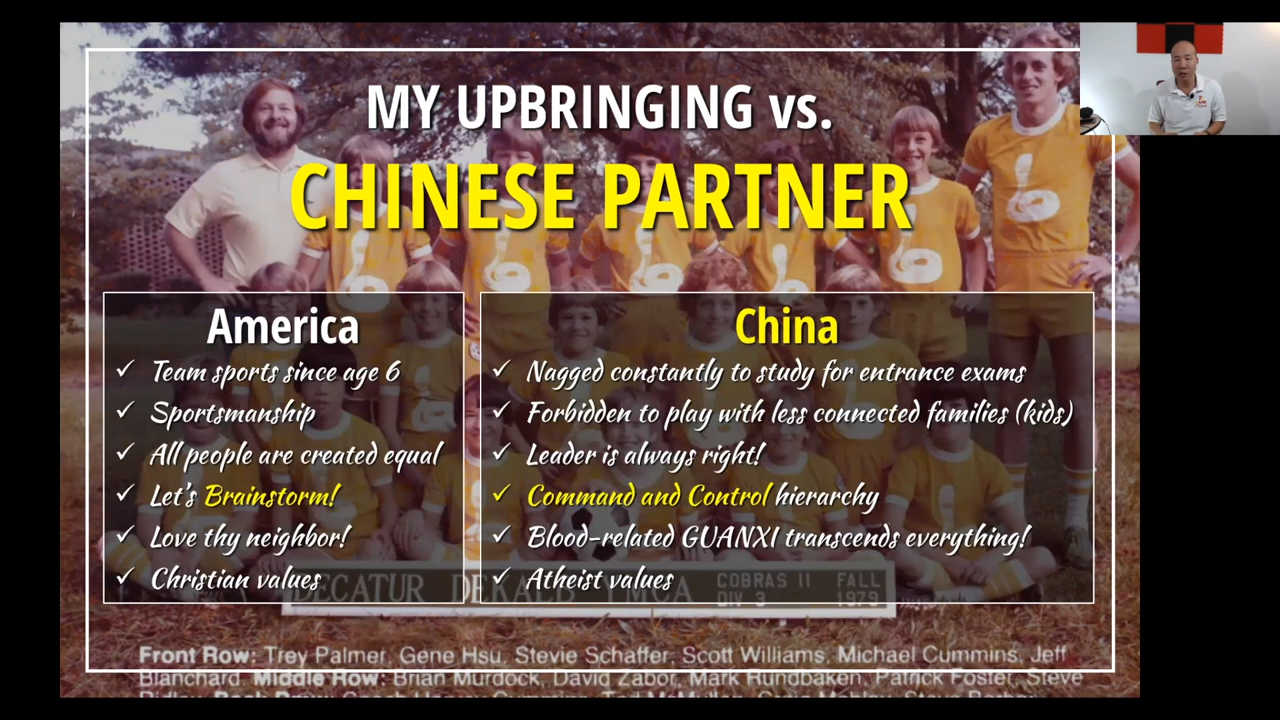 MY UPBRINGING vs.
CHINESE PARTNER
America
✓ Team sports since age 6
✓ Sportsmanship
✓ All people are created equal
✓ Let's Brainstorm!
✓ Love thy neighbor!
✓ Christian values
China
✓ Nagged constantly to study for entrance exams
✓ Forbidden to play with less connected families (kids)
✓ Leader is always right!
✓ Command and Control hierarchy
✓ Blood-related GUANXI transcends everything!
✓ Atheist values
DECATUR DEKALB YMCA
COBRAS II FALL
DIV 3 1979
Front Row: Trey Palmer, Gene Hsu, Stevie Schaffer, Scott Williams, Michael Cummins, Jeff
Blanchard. Middle Row: Brian Murdock, David Zabor, Mark Rundbaken, Patrick Foster, Steve